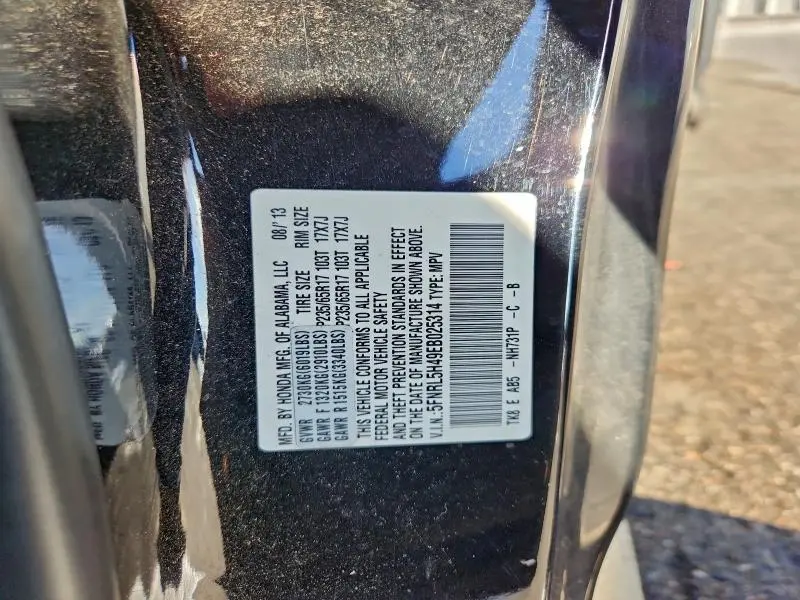 MFD. BY HONDA MFG. OF ALABAMA, LLC 08/13
GVWR 2730KG(6019LBS) TIRE SIZE RIM SIZE
GAWR F 1320KG(2910LBS) P235/65R17 103T 17X7J
GAWR R 1515KG(3340LBS) P235/65R17 103T 17X7J
THIS VEHICLE CONFORMS TO ALL APPLICABLE
FEDERAL MOTOR VEHICLE SAFETY
AND THEFT PREVENTION STANDARDS IN EFFECT
ON THE DATE OF MANUFACTURE SHOWN ABOVE.
V.I.N.:5FNRL5H49EB025314 TYPE: MPV
TK8 E AB5 -NH731P -C -B